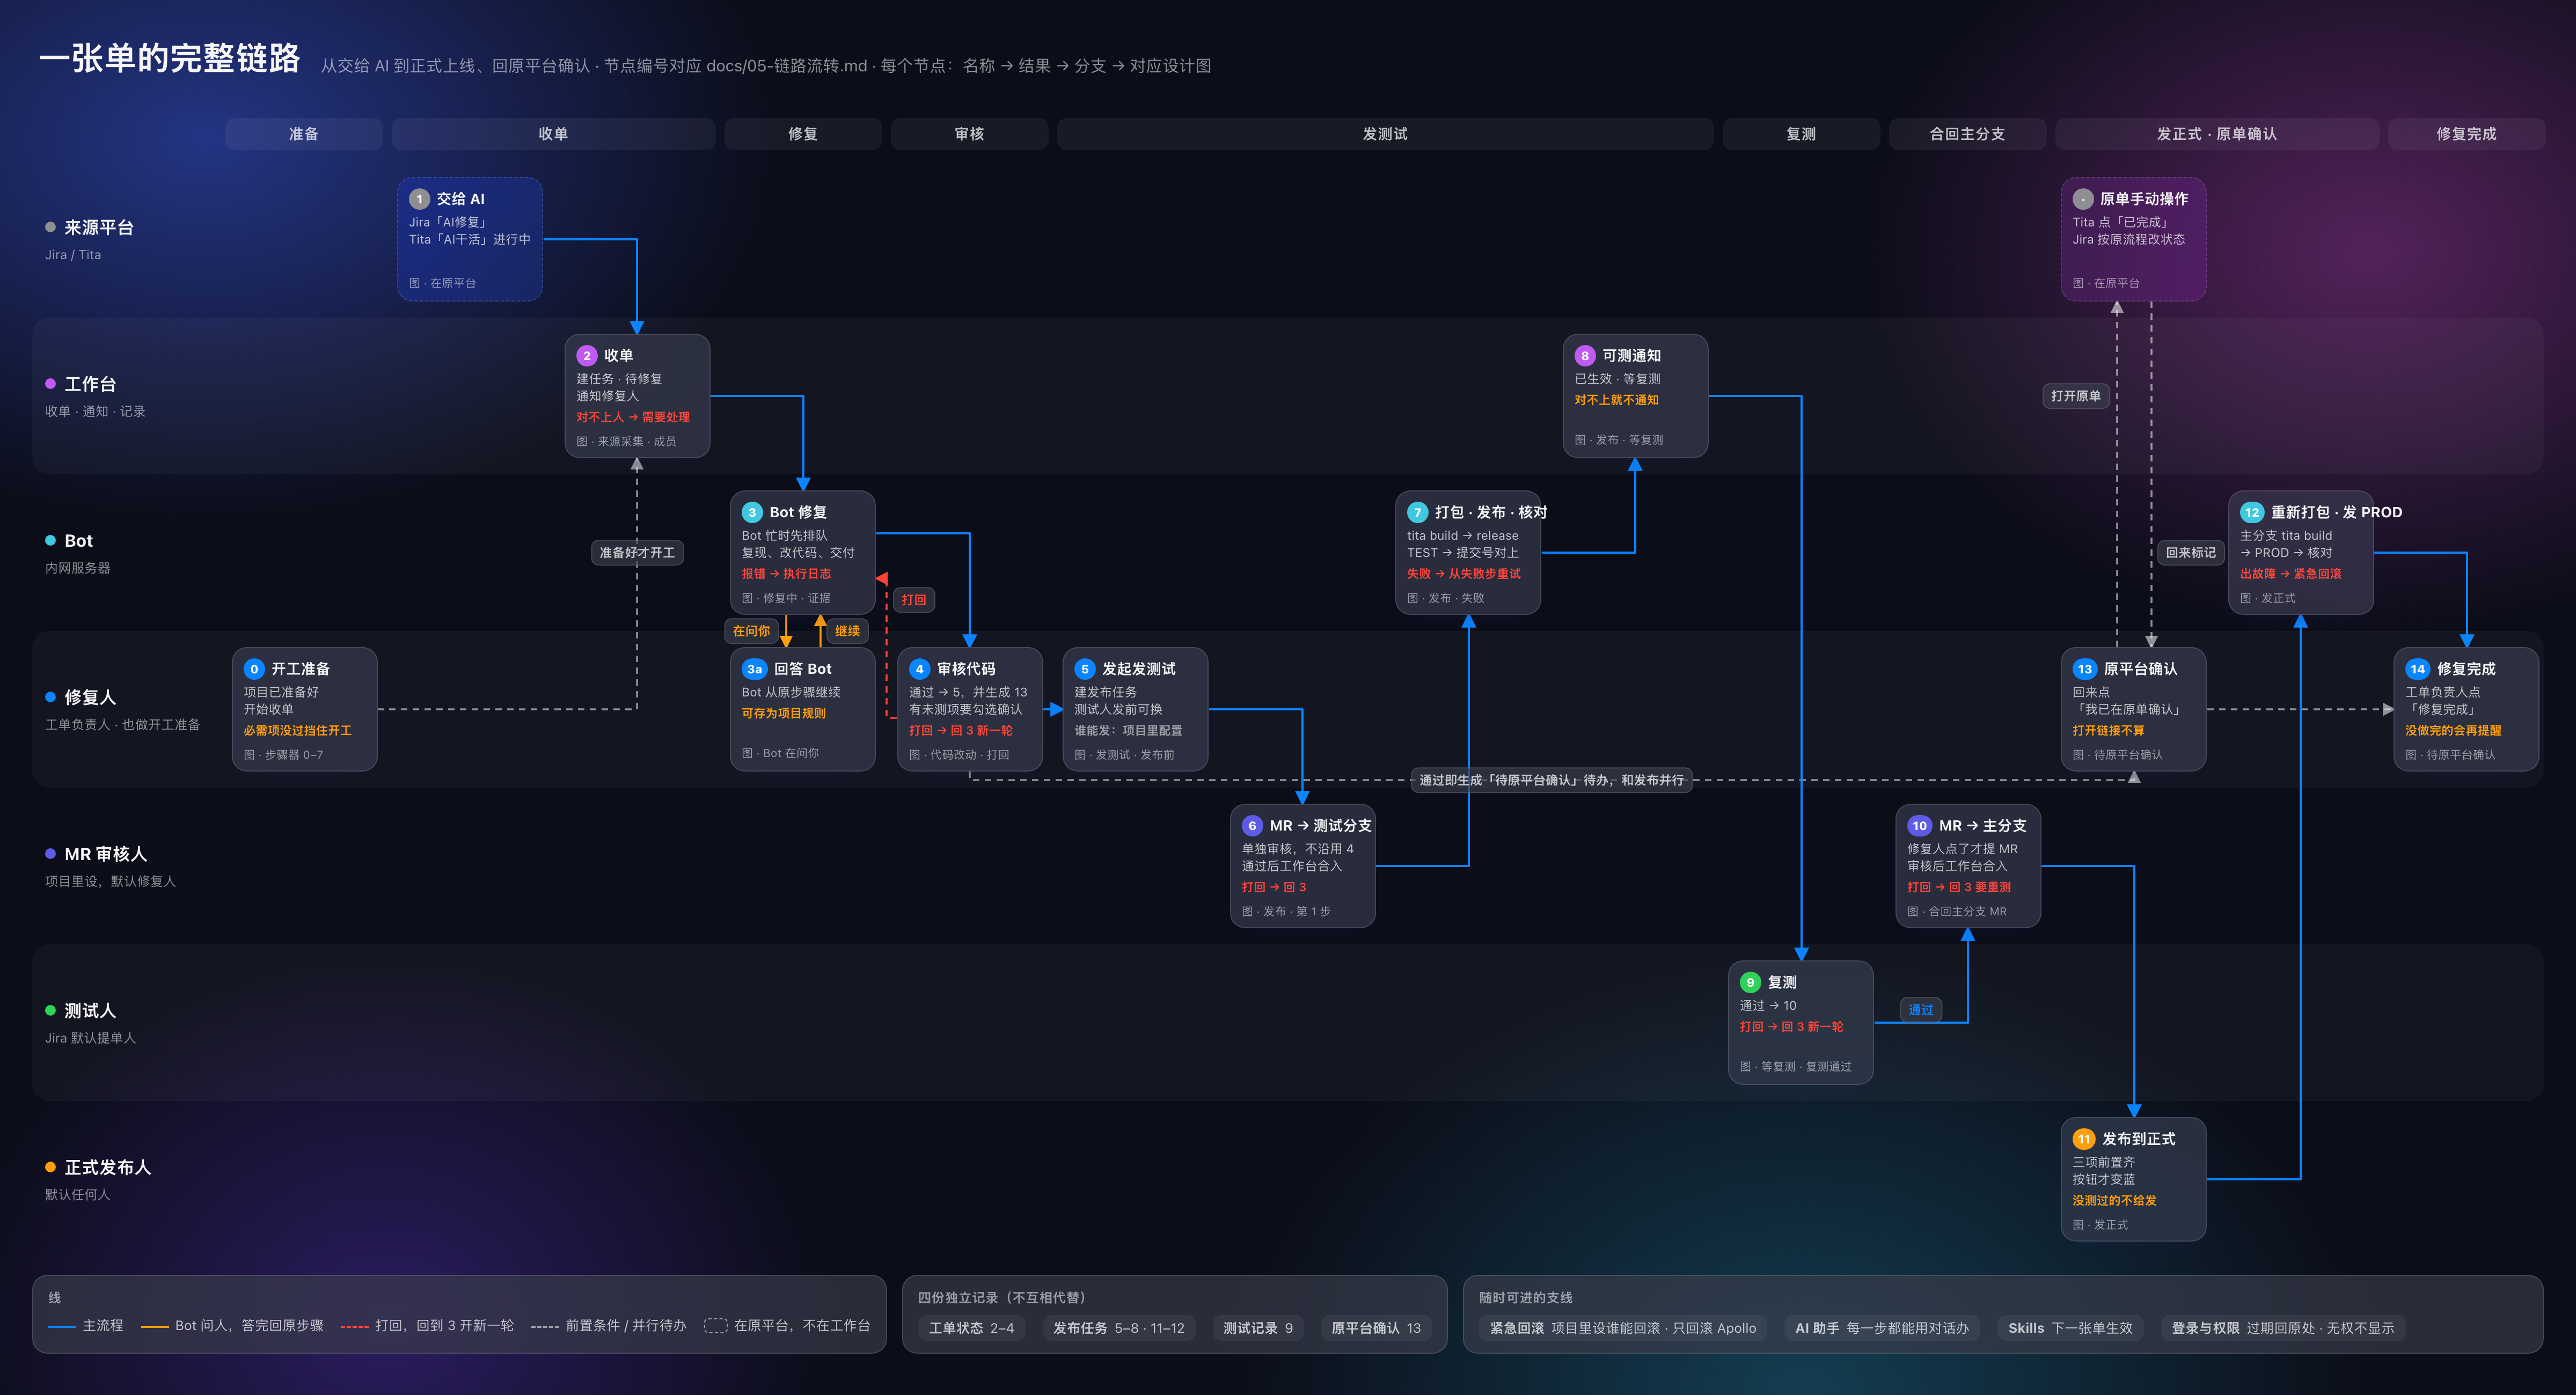 一张单的完整链路
从交给 AI 到正式上线、回原平台确认 · 节点编号对应 docs/05-链路流转.md · 每个节点：名称 → 结果 → 分支 → 对应设计图
准备
收单
修复
审核
发测试
复测
合回主分支
发正式 · 原单确认
修复完成
来源平台
Jira / Tita
1 交给 AI
Jira「AI修复」
Tita「AI干活」进行中
图 · 在原平台
· 原单手动操作
Tita 点「已完成」
Jira 按原流程改状态
图 · 在原平台
工作台
收单 · 通知 · 记录
2 收单
建任务 · 待修复
通知修复人
对不上人 → 需要处理
图 · 来源采集 · 成员
8 可测通知
已生效 · 等复测
对不上就不通知
图 · 发布 · 等复测
打开原单
Bot
内网服务器
准备好才开工
3 Bot 修复
Bot 忙时先排队
复现、改代码、交付
报错 → 执行日志
图 · 修复中 · 证据
打回
7 打包 · 发布 · 核对
tita build → release
TEST → 提交号对上
失败 → 从失败步重试
图 · 发布 · 失败
回来标记
12 重新打包 · 发 PROD
主分支 tita build
→ PROD → 核对
出故障 → 紧急回滚
图 · 发正式
在问你
继续
修复人
工单负责人 · 也做开工准备
0 开工准备
项目已准备好
开始收单
必需项没过挡住开工
图 · 步骤器 0–7
3a 回答 Bot
Bot 从原步骤继续
可存为项目规则
图 · Bot 在问你
4 审核代码
通过 → 5，并生成 13
有未测项要勾选确认
打回 → 回 3 新一轮
图 · 代码改动 · 打回
5 发起发测试
建发布任务
测试人发前可换
谁能发：项目里配置
图 · 发测试 · 发布前
13 原平台确认
回来点
「我已在原单确认」
打开链接不算
图 · 待原平台确认
14 修复完成
工单负责人点
「修复完成」
没做完的会再提醒
图 · 待原平台确认
通过即生成「待原平台确认」待办，和发布并行
MR 审核人
项目里设，默认修复人
6 MR → 测试分支
单独审核，不沿用 4
通过后工作台合入
打回 → 回 3
图 · 发布 · 第 1 步
10 MR → 主分支
修复人点了才提 MR
审核后工作台合入
打回 → 回 3 要重测
图 · 合回主分支 MR
测试人
Jira 默认提单人
9 复测
通过 → 10
打回 → 回 3 新一轮
图 · 等复测 · 复测通过
通过
正式发布人
默认任何人
11 发布到正式
三项前置齐
按钮才变蓝
没测过的不给发
图 · 发正式
线
主流程
Bot 问人，答完回原步骤
打回，回到 3 开新一轮
前置条件 / 并行待办
在原平台，不在工作台
四份独立记录（不互相代替）
工单状态 2–4
发布任务 5–8 · 11–12
测试记录 9
原平台确认 13
随时可进的支线
紧急回滚 项目里设谁能回滚 · 只回滚 Apollo
AI 助手 每一步都能用对话办
Skills 下一张单生效
登录与权限 过期回原处 · 无权不显示